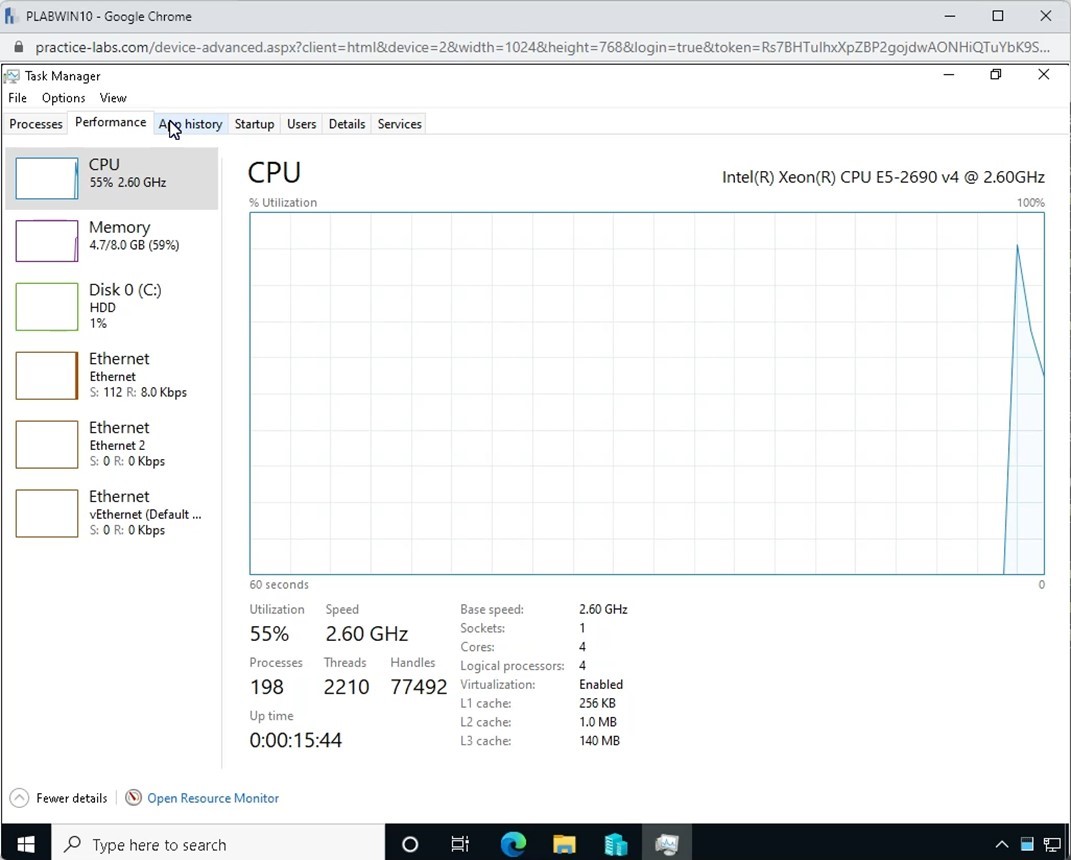 PLABWIN10 - Google Chrome
practice-labs.com/device-advanced.aspx?client=html&device=2&width=1024&height=768&login=true&token=Rs7BHTuIhxXpZBP2gojdwAONHiQTuYbK9S...
Task Manager
File Options View
Processes Performance App history Startup Users Details Services
CPU
55% 2.60 GHz
Memory
4.7/8.0 GB (59%)
Disk 0 (C:)
HDD
1%
Ethernet
Ethernet
S: 112 R: 8.0 Kbps
Ethernet
Ethernet 2
S: 0 R: 0 Kbps
Ethernet
vEthernet (Default ...
S: 0 R: 0 Kbps
CPU
Intel(R) Xeon(R) CPU E5-2690 v4 @ 2.60GHz
% Utilization
100%
60 seconds
0
Utilization Speed
55% 2.60 GHz
Processes Threads Handles
198 2210 77492
Up time
0:00:15:44
Base speed: 2.60 GHz
Sockets: 1
Cores: 4
Logical processors: 4
Virtualization: Enabled
L1 cache: 256 KB
L2 cache: 1.0 MB
L3 cache: 140 MB
Fewer details
Open Resource Monitor
Type here to search